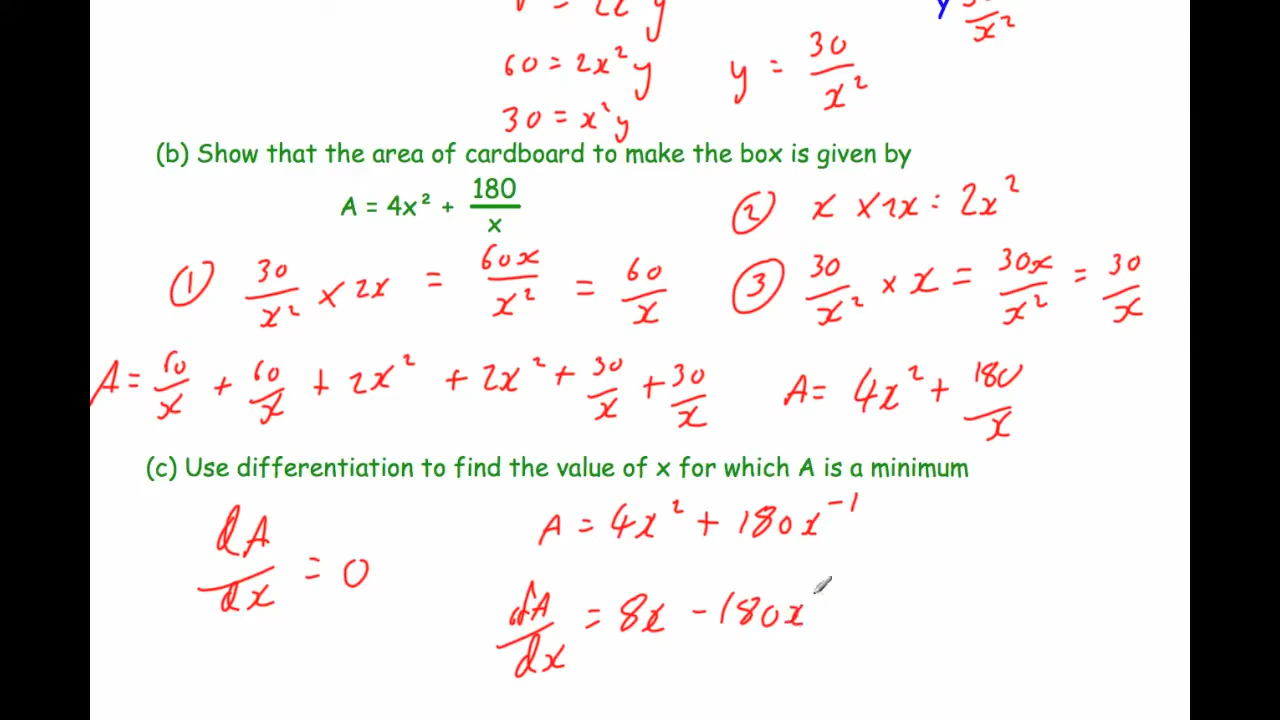 60 = 2x²y
y = 30/x²
30 = x²y
y 30/x²
(b) Show that the area of cardboard to make the box is given by
A = 4x² + 180/x
② x × 2x = 2x²
① 30/x² × 2x = 60x/x² = 60/x
③ 30/x² × x = 30x/x² = 30/x
A = 60/x + 60/x + 2x² + 2x² + 30/x + 30/x
A = 4x² + 180/x
(c) Use differentiation to find the value of x for which A is a minimum
dA/dx = 0
A = 4x² + 180x⁻¹
dA/dx = 8x - 180x